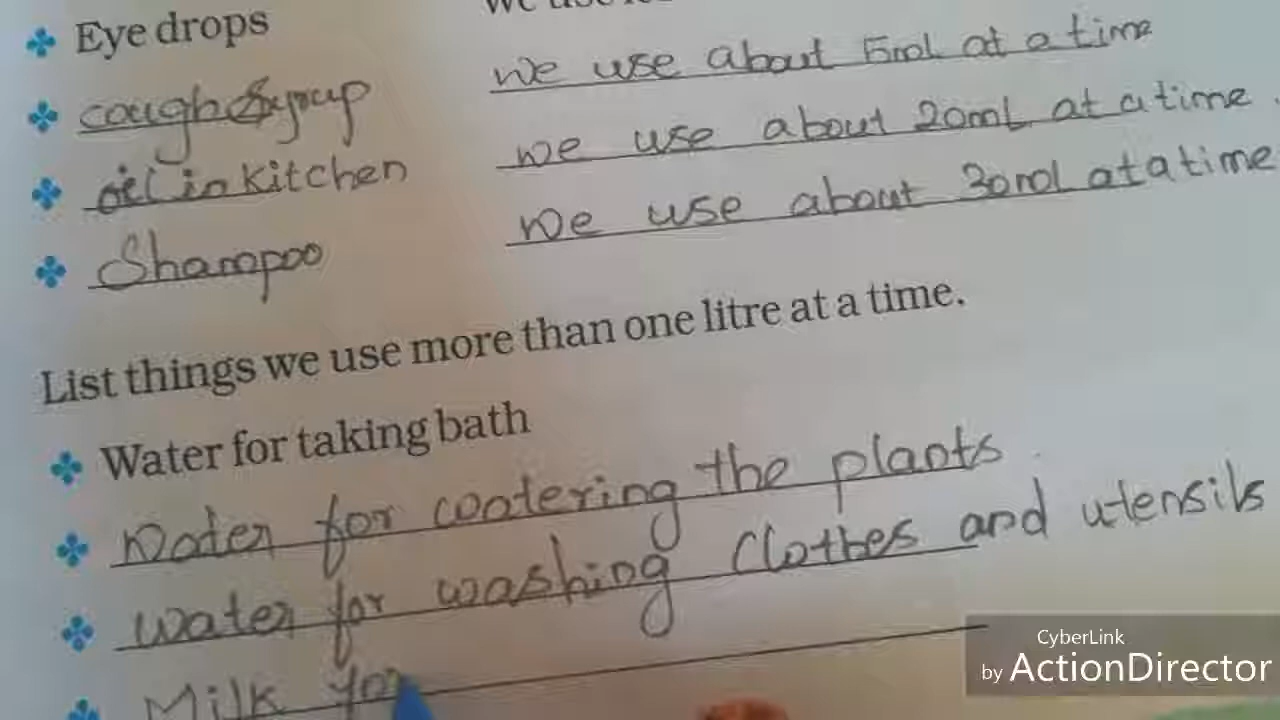 Eye drops
we use about 5ml at a time
cough syrup
we use about 20mL at a time.
oil in kitchen
we use about 30ml at a time
Shampoo
List things we use more than one litre at a time.
Water for taking bath
Water for watering the plants.
water for washing clothes and utensils
Milk for
CyberLink
by ActionDirector